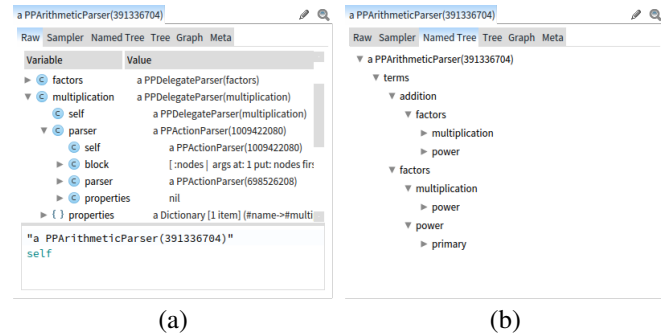 a PPArithmeticParser(391336704)
Raw Sampler Named Tree Tree Graph Meta
Variable Value
factors a PPDelegateParser(factors)
multiplication a PPDelegateParser(multiplication)
self a PPDelegateParser(multiplication)
parser a PPActionParser(1009422080)
self a PPActionParser(1009422080)
block [ :nodes | args at: 1 put: nodes firs
parser a PPActionParser(698526208)
properties nil
{ } properties a Dictionary [1 item] (#name->#multi
"a PPArithmeticParser(391336704)"
self
(a)
a PPArithmeticParser(391336704)
Raw Sampler Named Tree Tree Graph Meta
a PPArithmeticParser(391336704)
terms
addition
factors
multiplication
power
factors
multiplication
power
power
primary
(b)